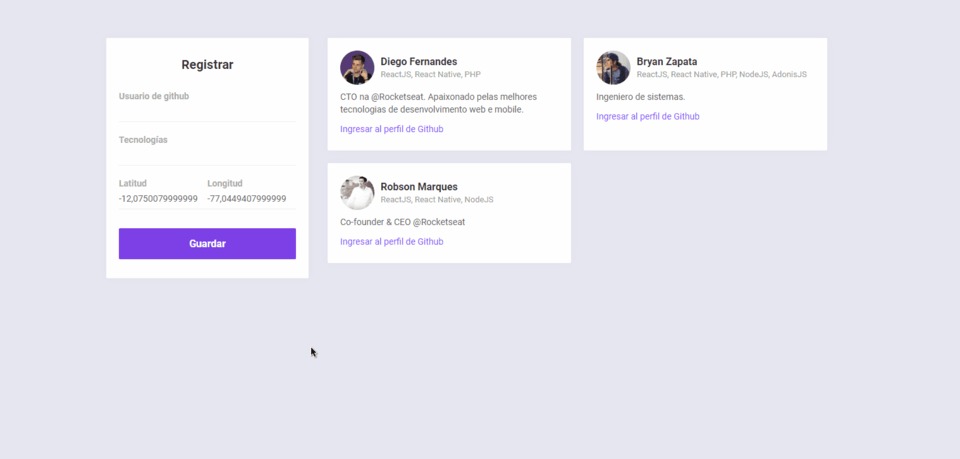 Registrar
Usuario de github
Tecnologías
Latitud
Longitud
-12,0750079999999
-77,0449407999999
Guardar
Diego Fernandes
ReactJS, React Native, PHP
CTO na @Rocketseat. Apaixonado pelas melhores
tecnologias de desenvolvimento web e mobile.
Ingresar al perfil de Github
Bryan Zapata
ReactJS, React Native, PHP, NodeJS, AdonisJS
Ingeniero de sistemas.
Ingresar al perfil de Github
Robson Marques
ReactJS, React Native, NodeJS
Co-founder & CEO @Rocketseat
Ingresar al perfil de Github